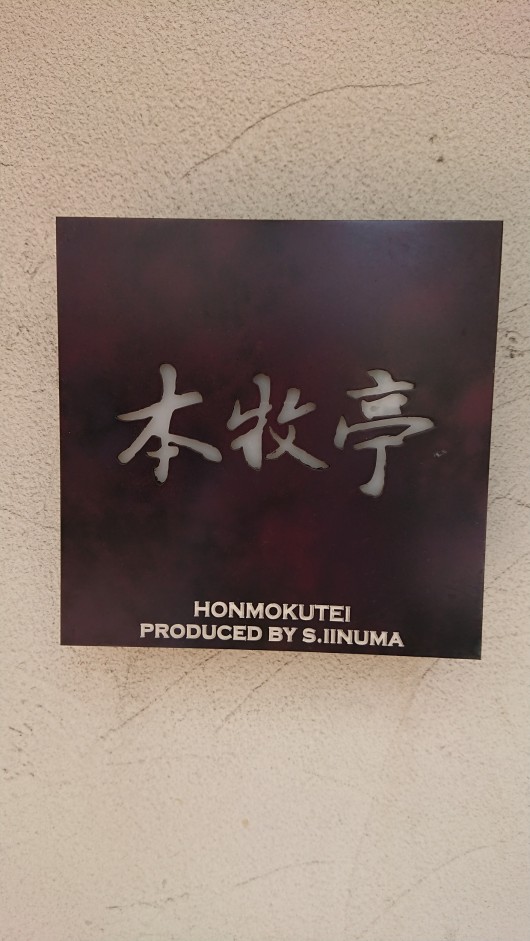 本牧亭
HONMOKUTEI
PRODUCED BY S.IINUMA